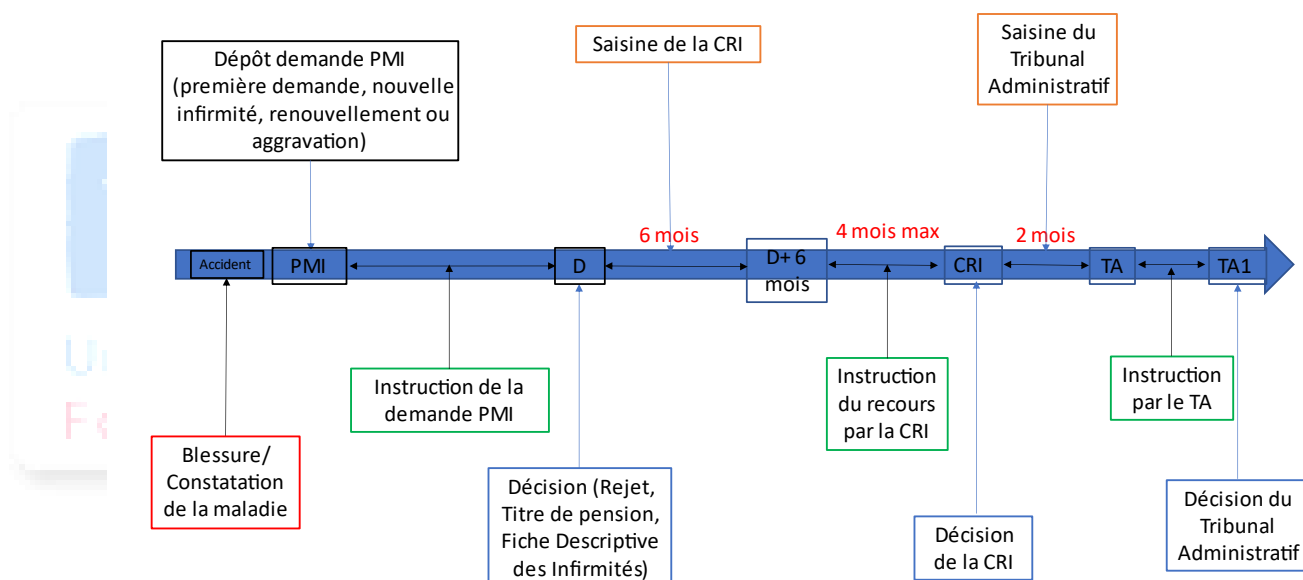 Dépôt demande PMI
(première demande, nouvelle
infirmité, renouvellement ou
aggravation)
Saisine de la CRI
Saisine du
Tribunal
Administratif
6 mois
4 mois max
2 mois
Accident
PMI
D
D+ 6
mois
CRI
TA
TA1
Instruction de la
demande PMI
Instruction
du recours
par la CRI
Instruction
par le TA
Blessure/
Constatation
de la maladie
Décision (Rejet,
Titre de pension,
Fiche Descriptive
des Infirmités)
Décision
de la CRI
Décision du
Tribunal
Administratif